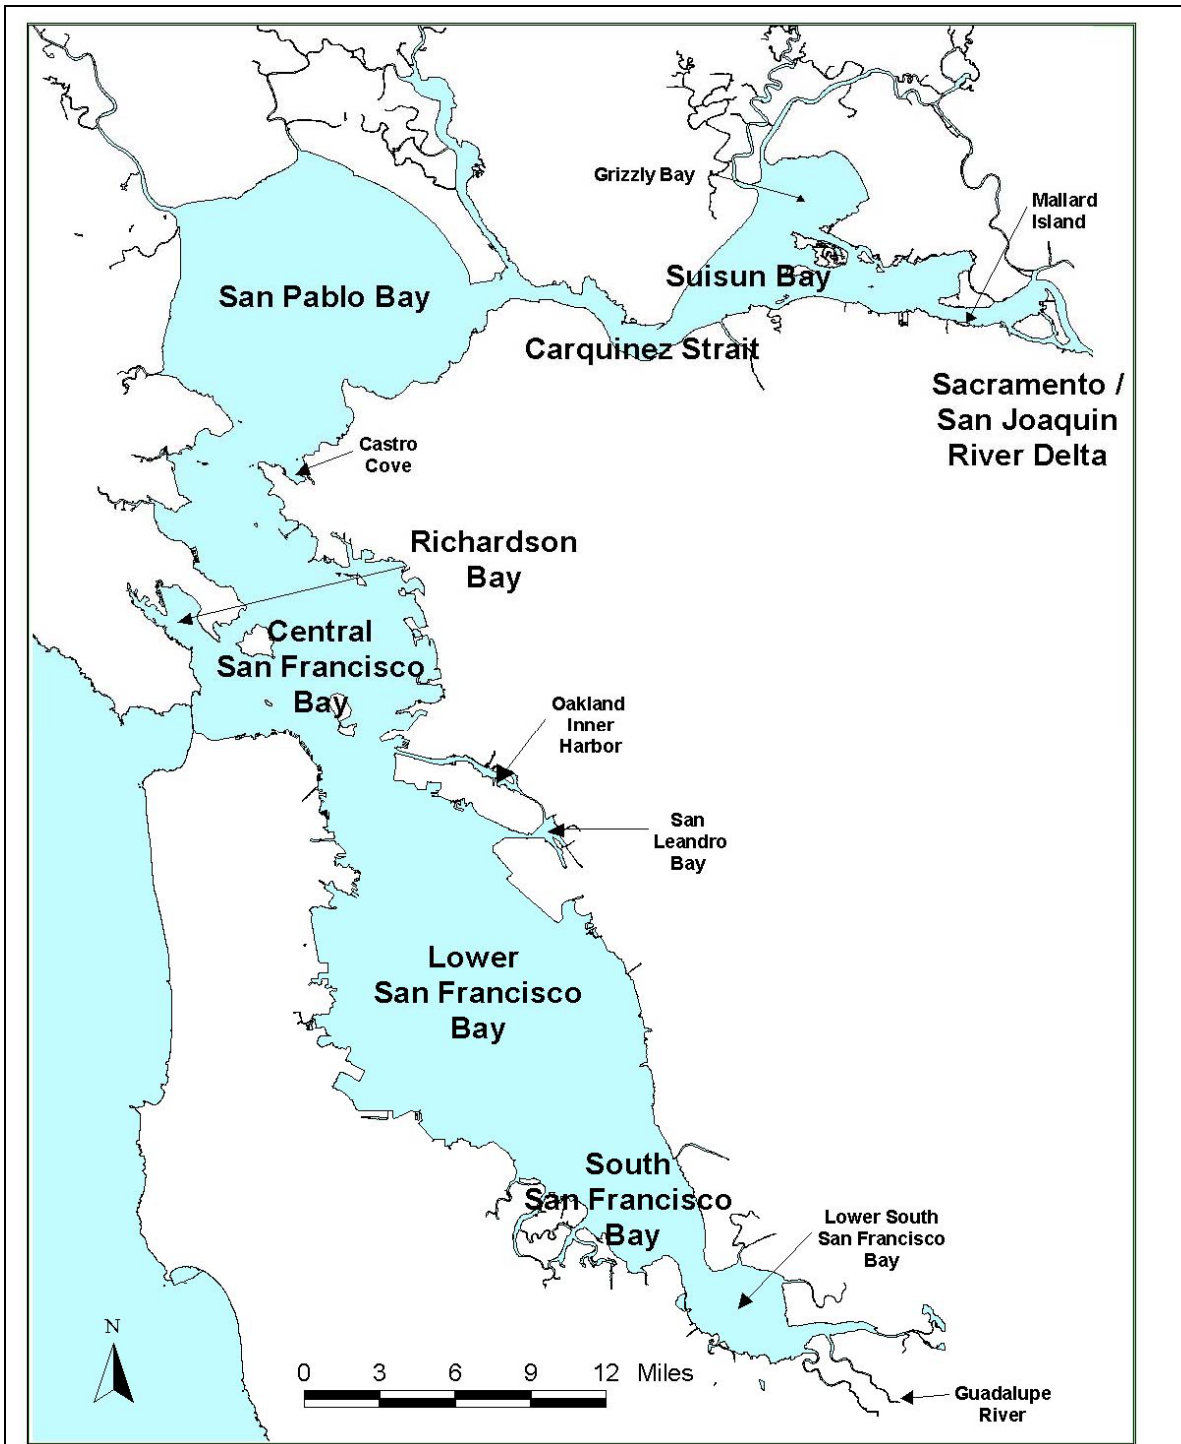 Grizzly Bay
Mallard
Island
Suisun Bay
San Pablo Bay
Carquinez Strait
Sacramento /
San Joaquin
River Delta
Castro
Cove
Richardson
Bay
Central
San Francisco
Bay
Oakland
Inner
Harbor
San
Leandro
Bay
Lower
San Francisco
Bay
South
San Francisco
Bay
Lower South
San Francisco
Bay
N
0 3 6 9 12 Miles
Guadalupe
River